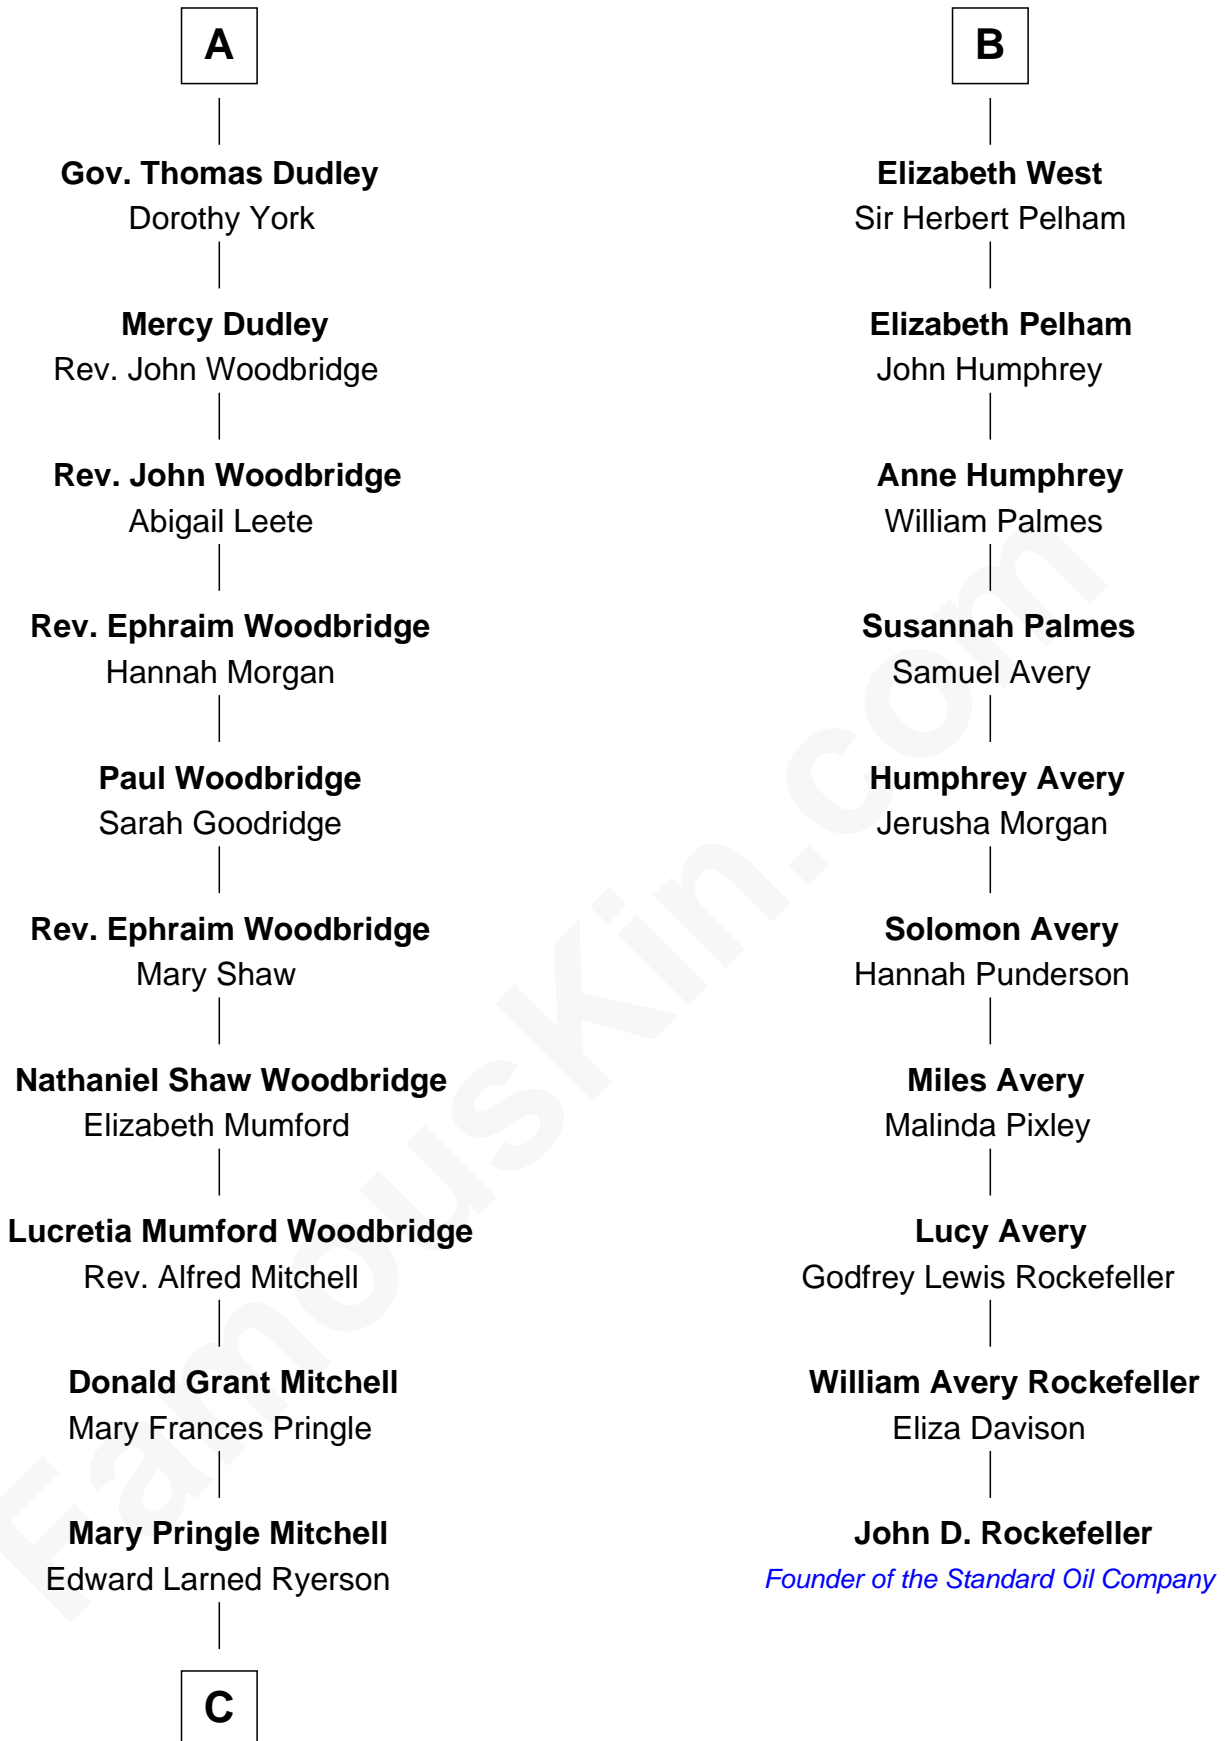 A
Gov. Thomas Dudley
Dorothy York
Mercy Dudley
Rev. John Woodbridge
Rev. John Woodbridge
Abigail Leete
Rev. Ephraim Woodbridge
Hannah Morgan
Paul Woodbridge
Sarah Goodridge
Rev. Ephraim Woodbridge
Mary Shaw
Nathaniel Shaw Woodbridge
Elizabeth Mumford
Lucretia Mumford Woodbridge
Rev. Alfred Mitchell
Donald Grant Mitchell
Mary Frances Pringle
Mary Pringle Mitchell
Edward Larned Ryerson
C
B
Elizabeth West
Sir Herbert Pelham
Elizabeth Pelham
John Humphrey
Anne Humphrey
William Palmes
Susannah Palmes
Samuel Avery
Humphrey Avery
Jerusha Morgan
Solomon Avery
Hannah Punderson
Miles Avery
Malinda Pixley
Lucy Avery
Godfrey Lewis Rockefeller
William Avery Rockefeller
Eliza Davison
John D. Rockefeller
Founder of the Standard Oil Company
FamousKin.com